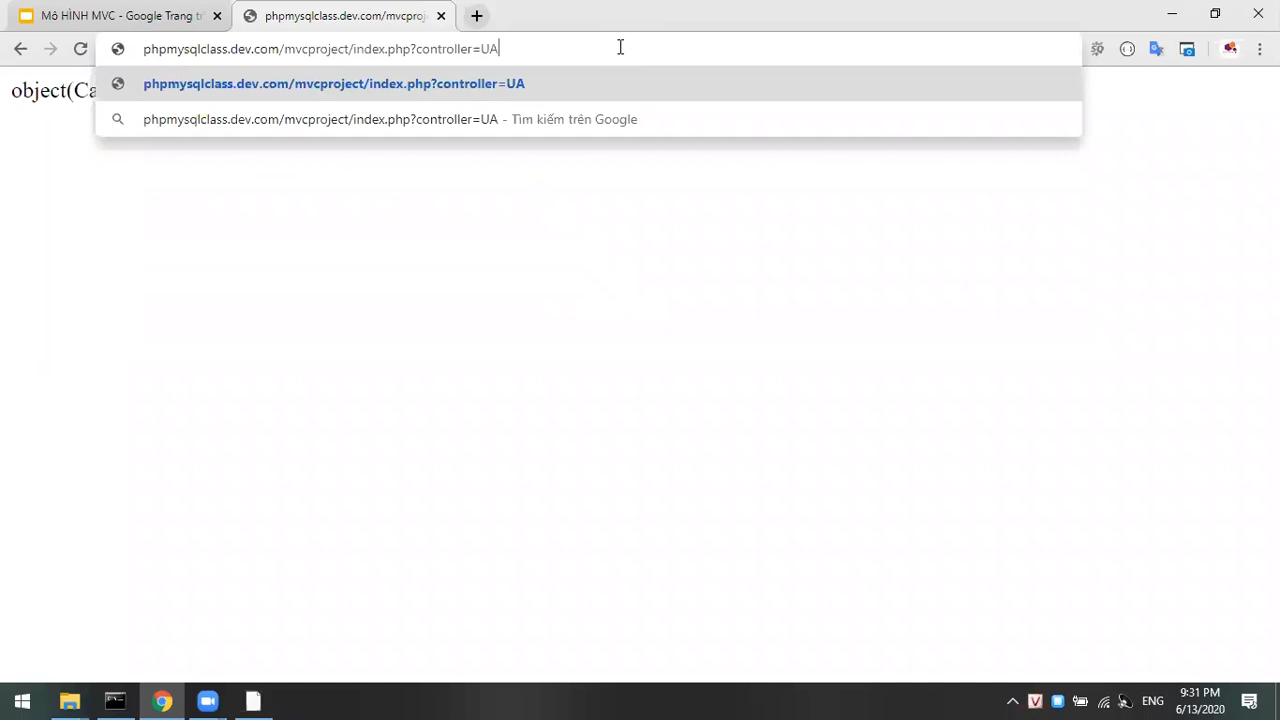 Mô HÌNH MVC - Google Trang tr
phpmysqlclass.dev.com/mvcproj
phpmysqlclass.dev.com/mvcproject/index.php?controller=UA
object(Ca
phpmysqlclass.dev.com/mvcproject/index.php?controller=UA
phpmysqlclass.dev.com/mvcproject/index.php?controller=UA - Tìm kiếm trên Google
V
ENG
9:31 PM
6/13/2020